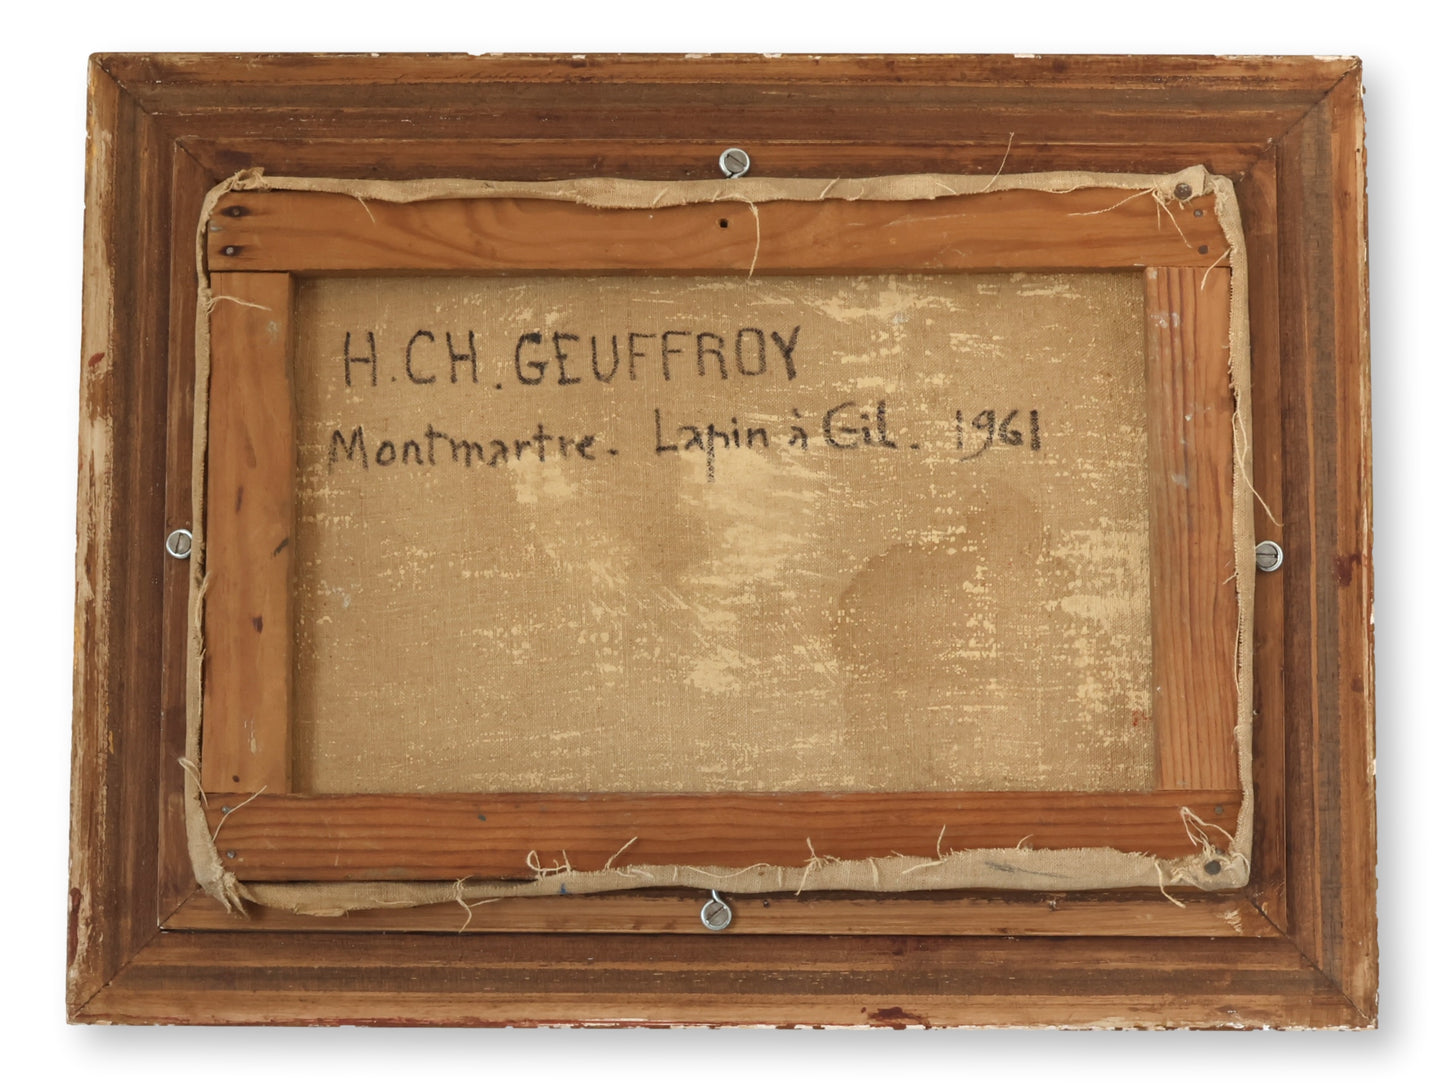 H.CH.GEUFFROY
Montmartre. Lapin à Gil. 1961